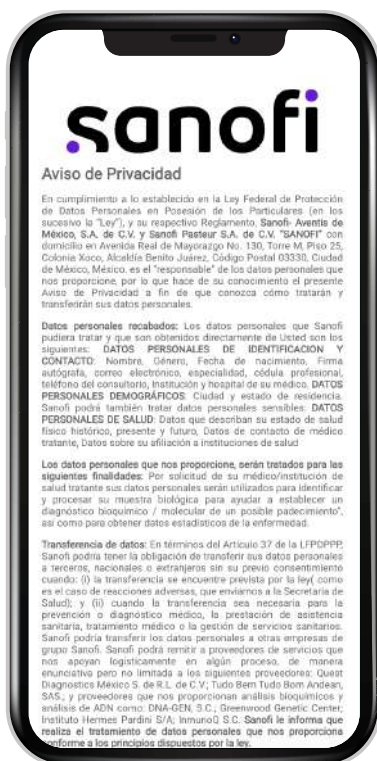 sanofi
Aviso de Privacidad
En cumplimiento a lo establecido en la Ley Federal de Protección
de Datos Personales en Posesión de los Particulares (en los
sucesivo la "Ley"), y su respectivo Reglamento, Sanofi- Aventis de
México, S.A. de C.V. y Sanofi Pasteur S.A. de C.V. "SANOFI" con
domicilio en Avenida Real de Mayorazgo No. 130, Torre M, Piso 25,
Colonia Xoco, Alcaldía Benito Juárez, Código Postal 03330, Ciudad
de México, México. es el "responsable" de los datos personales que
nos proporcione, por lo que hace de su conocimiento el presente
Aviso de Privacidad a fin de que conozca cómo tratarán y
transferirán sus datos personales.
Datos personales recabados: Los datos personales que Sanofi
pudiera tratar y que son obtenidos directamente de Usted son los
siguientes: DATOS PERSONALES DE IDENTIFICACION Y
CONTACTO: Nombre, Género, Fecha de nacimiento, Firma
autógrafa, correo electrónico, especialidad, cédula profesional,
teléfono del consultorio, Institución y hospital de su médico. DATOS
PERSONALES DEMOGRÁFICOS: Ciudad y estado de residencia.
Sanofi podrá también tratar datos personales sensibles: DATOS
PERSONALES DE SALUD: Datos que describan su estado de salud
físico histórico, presente y futuro, Datos de contacto de médico
tratante, Datos sobre su afiliación a instituciones de salud
Los datos personales que nos proporcione, serán tratados para las
siguientes finalidades: Por solicitud de su médico/institución de
salud tratante sus datos personales serán utilizados para identificar
y procesar su muestra biológica para ayudar a establecer un
diagnóstico bioquímico / molecular de un posible padecimiento",
así como para obtener datos estadísticos de la enfermedad.
Transferencia de datos: En términos del Artículo 37 de la LFPDPPP,
Sanofi podría tener la obligación de transferir sus datos personales
a terceros, nacionales o extranjeros sin su previo consentimiento
cuando: (i) la transferencia se encuentre prevista por la ley( como
es el caso de reacciones adversas, que enviamos a la Secretaría de
Salud); y (ii) cuando la transferencia sea necesaria para la
prevención o diagnóstico médico, la prestación de asistencia
sanitaria, tratamiento médico o la gestión de servicios sanitarios.
Sanofi podría transferir los datos personales a otras empresas de
grupo Sanofi. Sanofi podrá remitir a proveedores de servicios que
nos apoyan logísticamente en algún proceso, de manera
enunciativa pero no limitada a los siguientes proveedores: Quest
Diagnostics México S. de R.L. de C.V.; Tudo Bem Tudo Bom Andean,
SAS.; y proveedores que nos proporcionan análisis bioquímicos y
análisis de ADN como: DNA-GEN, S.C.; Greenwood Genetic Center;
Instituto Hermes Pardini S/A; InmunoQ S.C. Sanofi le informa que
realiza el tratamiento de datos personales que nos proporciona
conforme a los principios dispuestos por la ley.